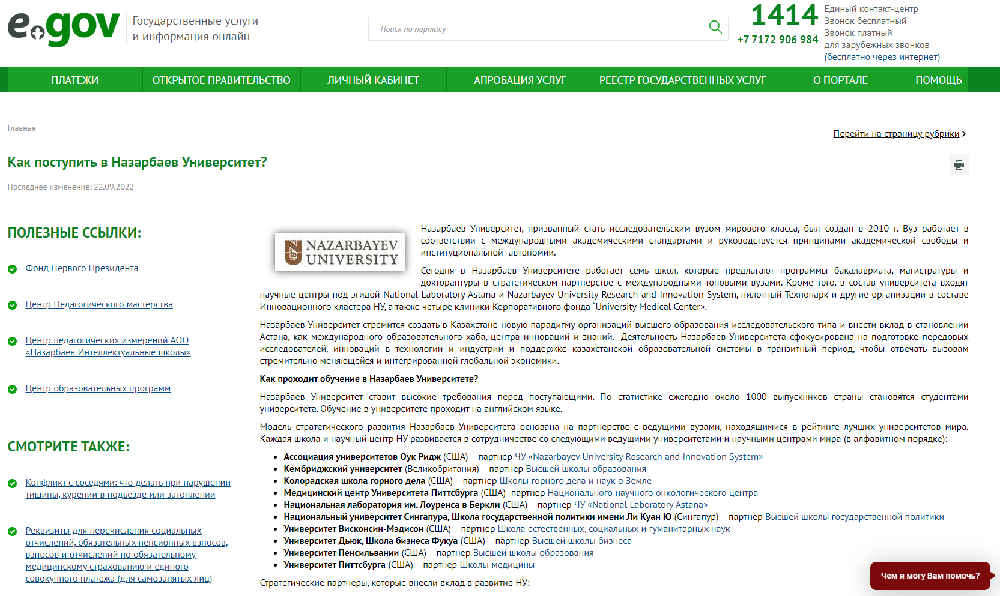 e.gov
Государственные услуги
и информация онлайн
Поиск по порталу
1414
+7 7172 906 984
Единый контакт-центр
Звонок бесплатный
Звонок платный
для зарубежных звонков
(бесплатно через интернет)
ПЛАТЕЖИ
ОТКРЫТОЕ ПРАВИТЕЛЬСТВО
ЛИЧНЫЙ КАБИНЕТ
АПРОБАЦИЯ УСЛУГ
РЕЕСТР ГОСУДАРСТВЕННЫХ УСЛУГ
О ПОРТАЛЕ
ПОМОЩЬ
Главная
Перейти на страницу рубрики
Как поступить в Назарбаев Университет?
Последнее изменение: 22.09.2022
ПОЛЕЗНЫЕ ССЫЛКИ:
Фонд Первого Президента
Центр Педагогического мастерства
Центр педагогических измерений АОО
«Назарбаев Интеллектуальные школы»
Центр образовательных программ
СМОТРИТЕ ТАКЖЕ:
Конфликт с соседями: что делать при нарушении
тишины, курении в подъезде или затоплении
Реквизиты для перечисления социальных
отчислений, обязательных пенсионных взносов,
взносов и отчислений по обязательному
медицинскому страхованию и единого
совокупного платежа (для самозанятых лиц)
NAZARBAYEV
UNIVERSITY
Назарбаев Университет, призванный стать исследовательским вузом мирового класса, был создан в 2010 г. Вуз работает в
соответствии с международными академическими стандартами и руководствуется принципами академической свободы и
институциональной автономии.
Сегодня в Назарбаев Университете работает семь школ, которые предлагают программы бакалавриата, магистратуры и
докторантуры в стратегическом партнерстве с международными топовыми вузами. Кроме того, в состав университета входят
научные центры под эгидой National Laboratory Astana и Nazarbayev University Research and Innovation System, пилотный Технопарк и другие организации в составе
Инновационного кластера НУ, а также четыре клиники Корпоративного фонда “University Medical Center».
Назарбаев Университет стремится создать в Казахстане новую парадигму организаций высшего образования исследовательского типа и внести вклад в становлении
Астана, как международного образовательного хаба, центра инноваций и знаний. Деятельность Назарбаев Университета сфокусирована на подготовке передовых
исследователей, инноваций в технологии и индустрии и поддержке казахстанской образовательной системы в транзитный период, чтобы отвечать вызовам
стремительно меняющейся и интегрированной глобальной экономики.
Как проходит обучение в Назарбаев Университете?
Назарбаев Университет ставит высокие требования перед поступающими. По статистике ежегодно около 1000 выпускников страны становятся студентами
университета. Обучение в университете проходит на английском языке.
Модель стратегического развития Назарбаев Университета основана на партнерстве с ведущими вузами, находящимися в рейтинге лучших университетов мира.
Каждая школа и научный центр НУ развивается в сотрудничестве со следующими ведущими университетами и научными центрами мира (в алфавитном порядке):
• Ассоциация университетов Оук Ридж (США) – партнер ЧУ «Nazarbayev University Research and Innovation System»
• Кембриджский университет (Великобритания) – партнер Высшей школы образования
• Колорадская школа горного дела (США) – партнер Школы горного дела и наук о Земле
• Медицинский центр Университета Питтсбурга (США)- партнер Национального научного онкологического центра
• Национальная лаборатория им. Лоуренса в Беркли (США) – партнер ЧУ «National Laboratory Astana»
• Национальный университет Сингапура, Школа государственной политики имени Ли Куан Ю (Сингапур) – партнер Высшей школы государственной политики
• Университет Висконсин-Мэдисон (США) – партнер Школа естественных, социальных и гуманитарных наук
• Университет Дьюк, Школа бизнеса Фукуа (США) – партнер Высшей школы бизнеса
• Университет Пенсильвании (США) – партнер Высшей школы образования
• Университет Питтсбурга (США) – партнер Школы медицины
Стратегические партнеры, которые внесли вклад в развитие НУ:
Чем я могу Вам помочь?